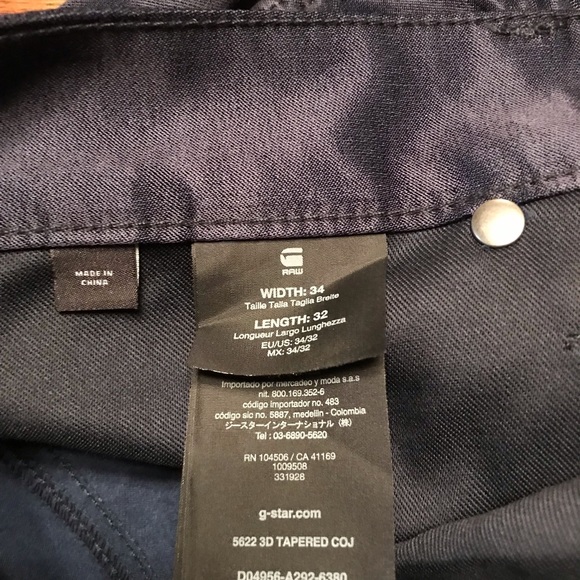 MADE IN
CHINA
RAW
WIDTH: 34
Taille Talla Taglia Breite
LENGTH: 32
Longueur Largo Lunghezza
EU/US: 34/32
MX: 34/32
Importado por mercadeo y moda s.a.s
nit. 800.169.352-6
código importador no. 483
código sic no. 5887, medellin - Colombia
ジースターインターナショナル (株)
Tel : 03-6890-5620
RN 104506 / CA 41169
1009508
331928
g-star.com
5622 3D TAPERED COJ
D04956-A292-6380